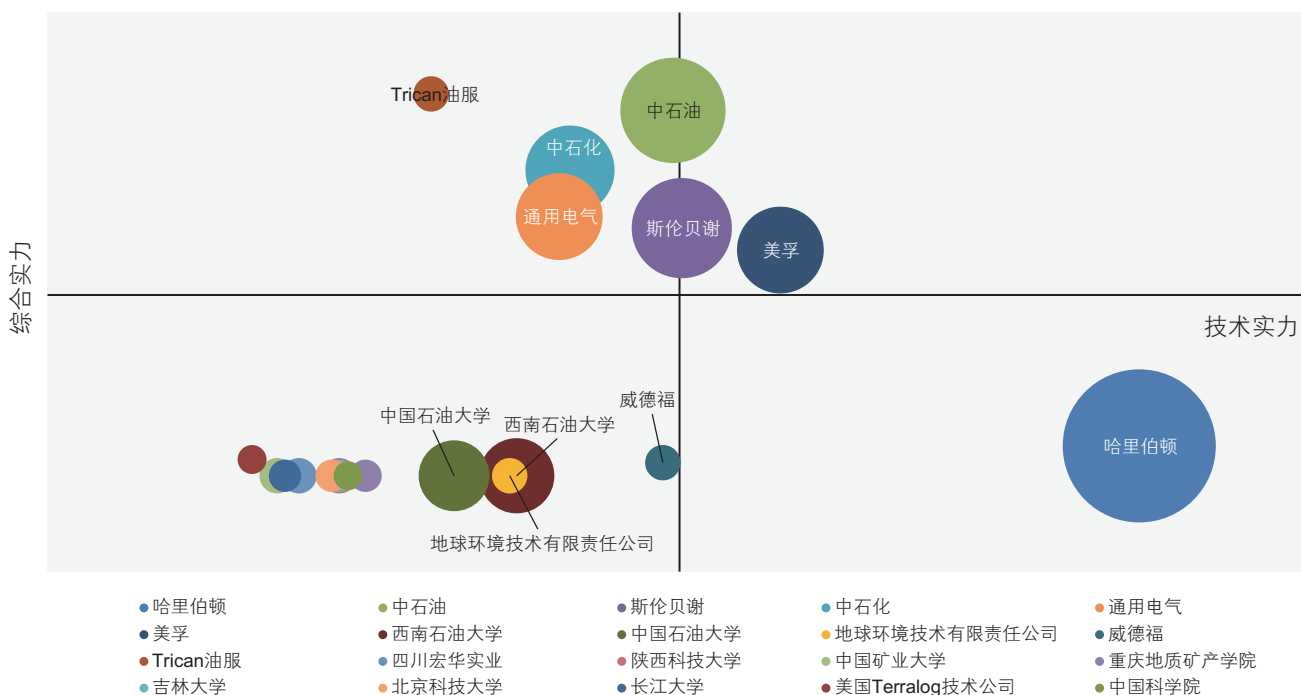 Trican油服
中石油
中石化
通用电气
斯伦贝谢
美孚
综合实力
技术实力
威德福
中国石油大学
西南石油大学
哈里伯顿
地球环境技术有限责任公司
哈里伯顿 中石油 斯伦贝谢 中石化 通用电气
美孚 西南石油大学 中国石油大学 地球环境技术有限责任公司 威德福
Trican油服 四川宏华实业 陕西科技大学 中国矿业大学 重庆地质矿产学院
吉林大学 北京科技大学 长江大学 美国Terralog技术公司 中国科学院